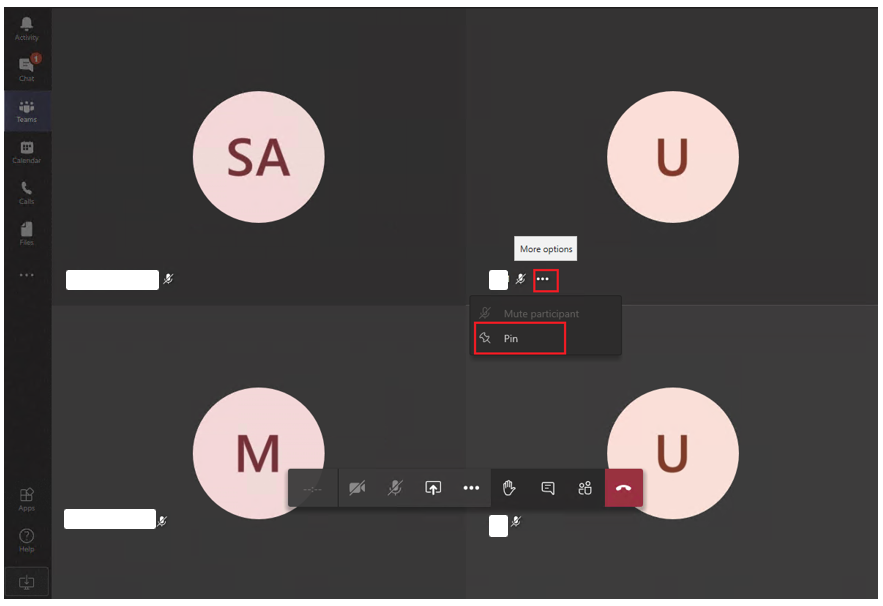 Activity
1
Chat
Teams
Calendar
Calls
Files
Apps
Help
SA
U
More options
Mute participant
Pin
M
U
--:--